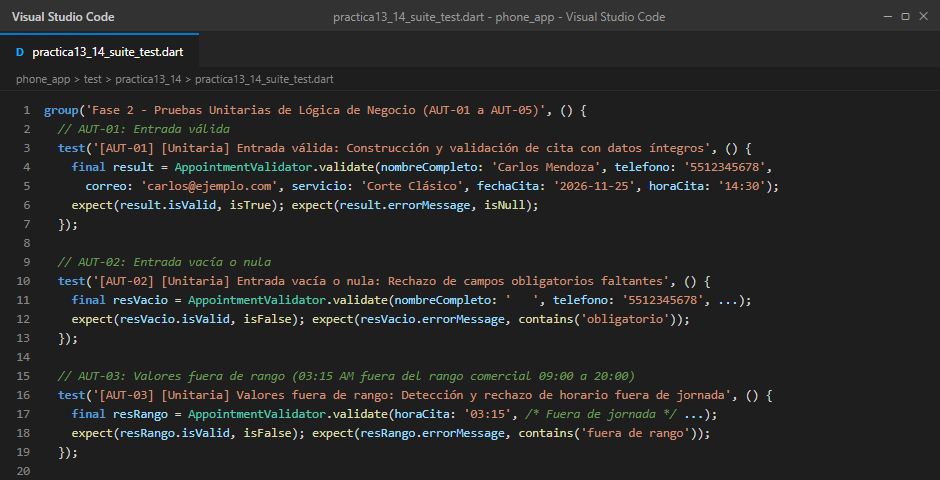 Visual Studio Code
practica13_14_suite_test.dart - phone_app - Visual Studio Code
D practica13_14_suite_test.dart
phone_app > test > practica13_14 > practica13_14_suite_test.dart
1 group('Fase 2 - Pruebas Unitarias de Lógica de Negocio (AUT-01 a AUT-05)', () {
2 // AUT-01: Entrada válida
3 test('[AUT-01] [Unitaria] Entrada válida: Construcción y validación de cita con datos íntegros', () {
4 final result = AppointmentValidator.validate(nombreCompleto: 'Carlos Mendoza', telefono: '5512345678',
5 correo: 'carlos@ejemplo.com', servicio: 'Corte Clásico', fechaCita: '2026-11-25', horaCita: '14:30');
6 expect(result.isValid, isTrue); expect(result.errorMessage, isNull);
7 });
8
9 // AUT-02: Entrada vacía o nula
10 test('[AUT-02] [Unitaria] Entrada vacía o nula: Rechazo de campos obligatorios faltantes', () {
11 final resVacio = AppointmentValidator.validate(nombreCompleto: '   ', telefono: '5512345678', ...);
12 expect(resVacio.isValid, isFalse); expect(resVacio.errorMessage, contains('obligatorio'));
13 });
14
15 // AUT-03: Valores fuera de rango (03:15 AM fuera del rango comercial 09:00 a 20:00)
16 test('[AUT-03] [Unitaria] Valores fuera de rango: Detección y rechazo de horario fuera de jornada', () {
17 final resRango = AppointmentValidator.validate(horaCita: '03:15', /* Fuera de jornada */ ...);
18 expect(resRango.isValid, isFalse); expect(resRango.errorMessage, contains('fuera de rango'));
19 });
20